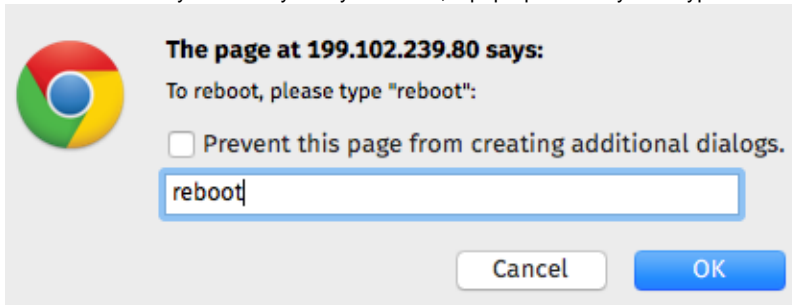 The page at 199.102.239.80 says:
To reboot, please type "reboot":
Prevent this page from creating additional dialogs.
reboot
Cancel OK